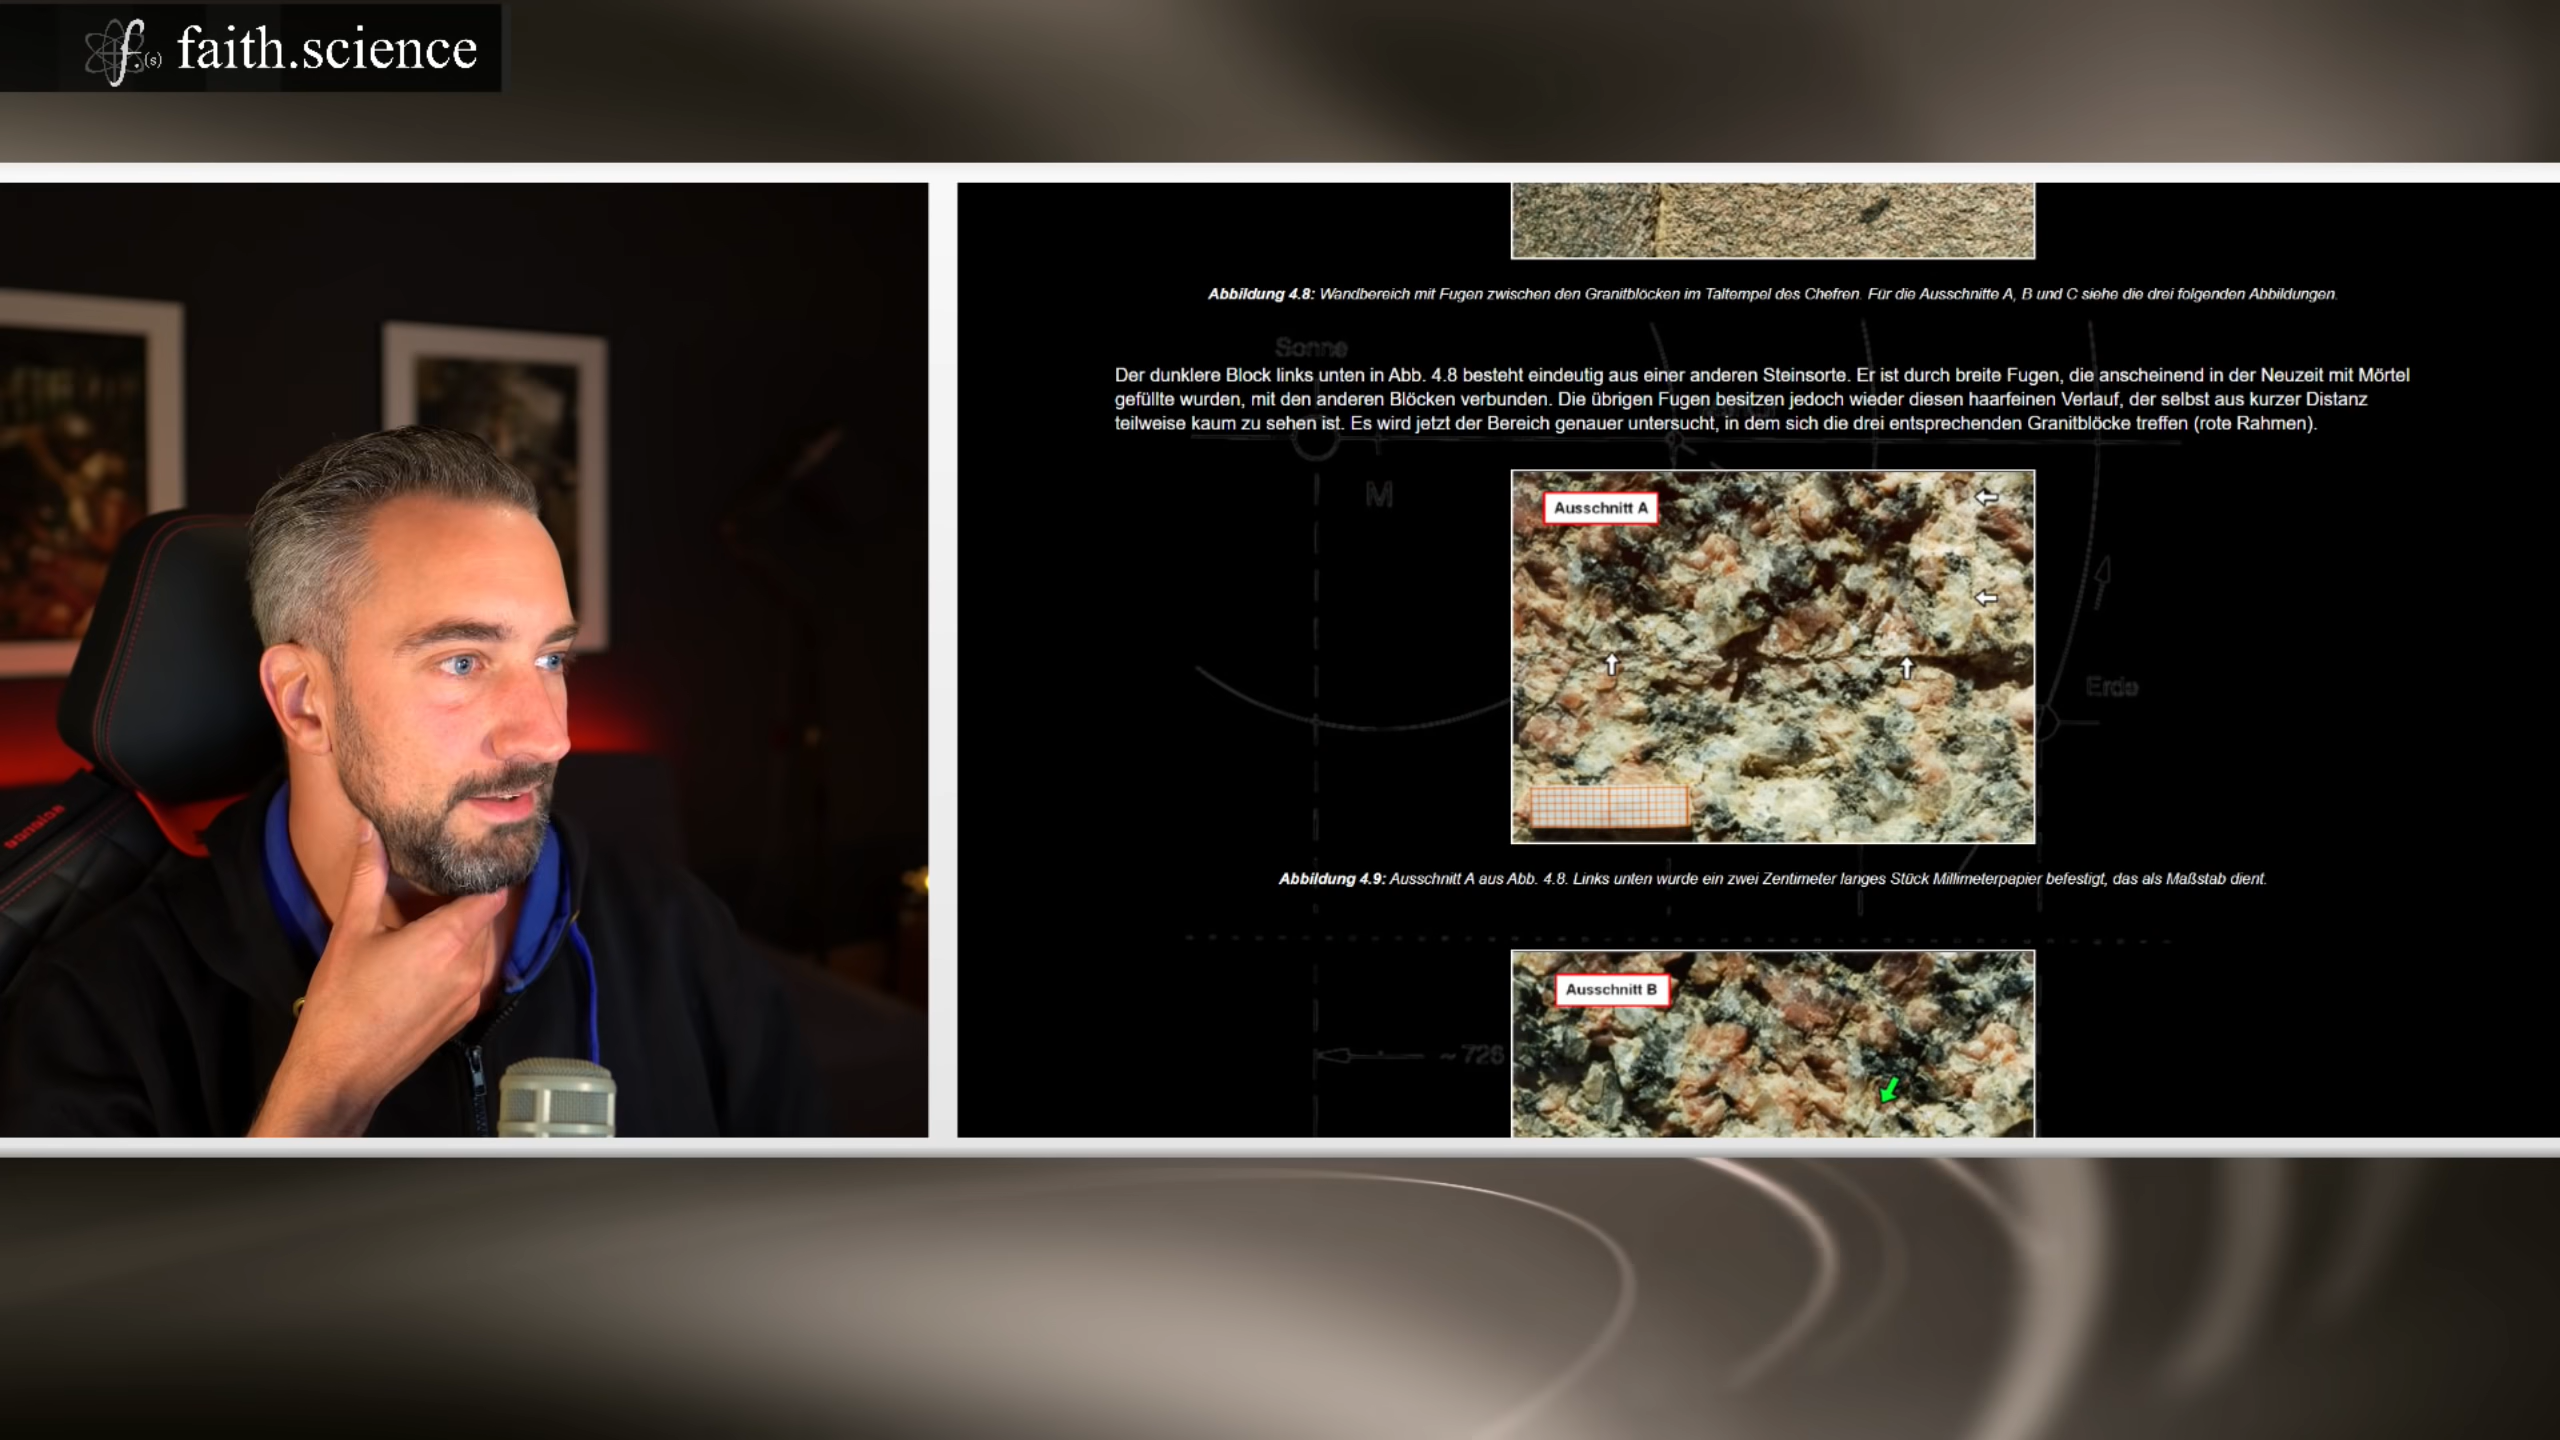 f(s) faith.science
Abbildung 4.8: Wandbereich mit Fugen zwischen den Granitblöcken im Taltempel des Chefren. Für die Ausschnitte A, B und C siehe die drei folgenden Abbildungen.
Sonne
Der dunklere Block links unten in Abb. 4.8 besteht eindeutig aus einer anderen Steinsorte. Er ist durch breite Fugen, die anscheinend in der Neuzeit mit Mörtel
gefüllte wurden, mit den anderen Blöcken verbunden. Die übrigen Fugen besitzen jedoch wieder diesen haarfeinen Verlauf, der selbst aus kurzer Distanz
teilweise kaum zu sehen ist. Es wird jetzt der Bereich genauer untersucht, in dem sich die drei entsprechenden Granitblöcke treffen (rote Rahmen).
M
Ausschnitt A
Erde
Abbildung 4.9: Ausschnitt A aus Abb. 4.8. Links unten wurde ein zwei Zentimeter langes Stück Millimeterpapier befestigt, das als Maßstab dient.
Ausschnitt B
~726